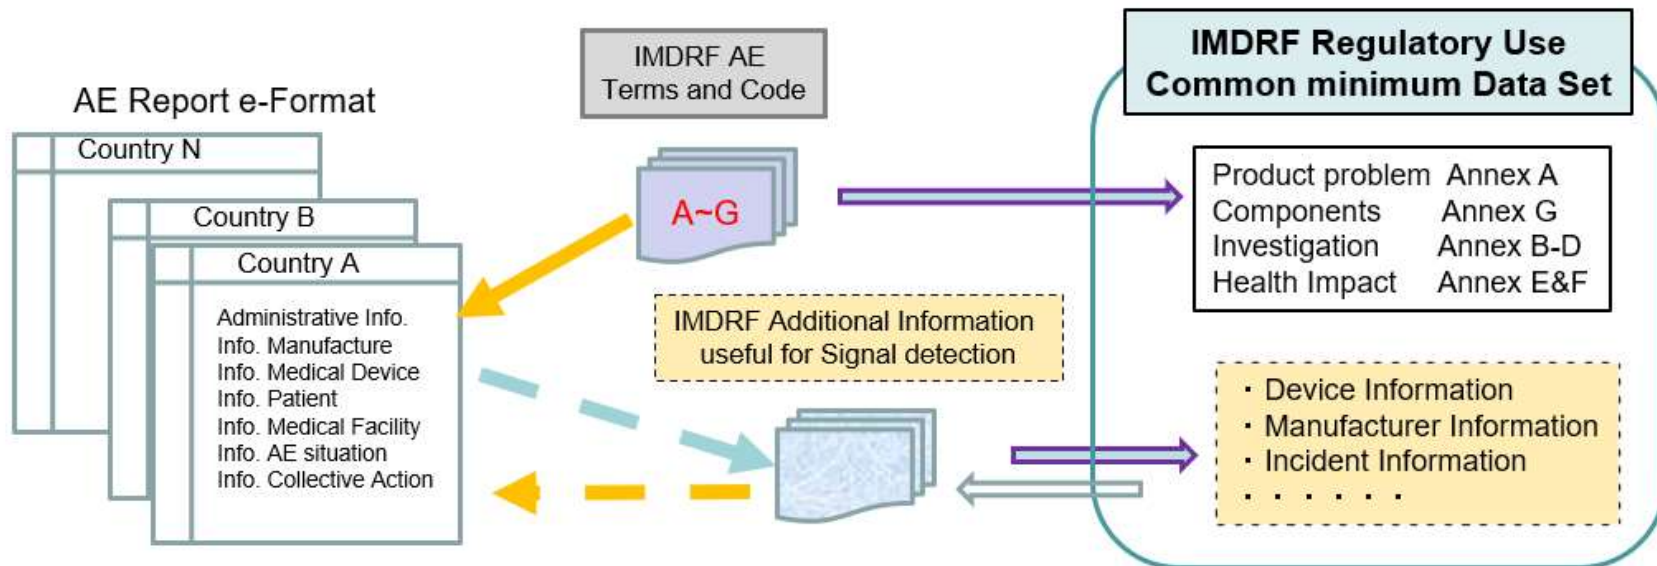 AE Report e-Format
Country N
Country B
Country A
Administrative Info.
Info. Manufacture
Info. Medical Device
Info. Patient
Info. Medical Facility
Info. AE situation
Info. Collective Action
IMDRF AE
Terms and Code
A~G
IMDRF Additional Information
useful for Signal detection
IMDRF Regulatory Use
Common minimum Data Set
Product problem Annex A
Components Annex G
Investigation Annex B-D
Health Impact Annex E&F
・ Device Information
・ Manufacturer Information
・ Incident Information
・ ・ ・ ・ ・ ・